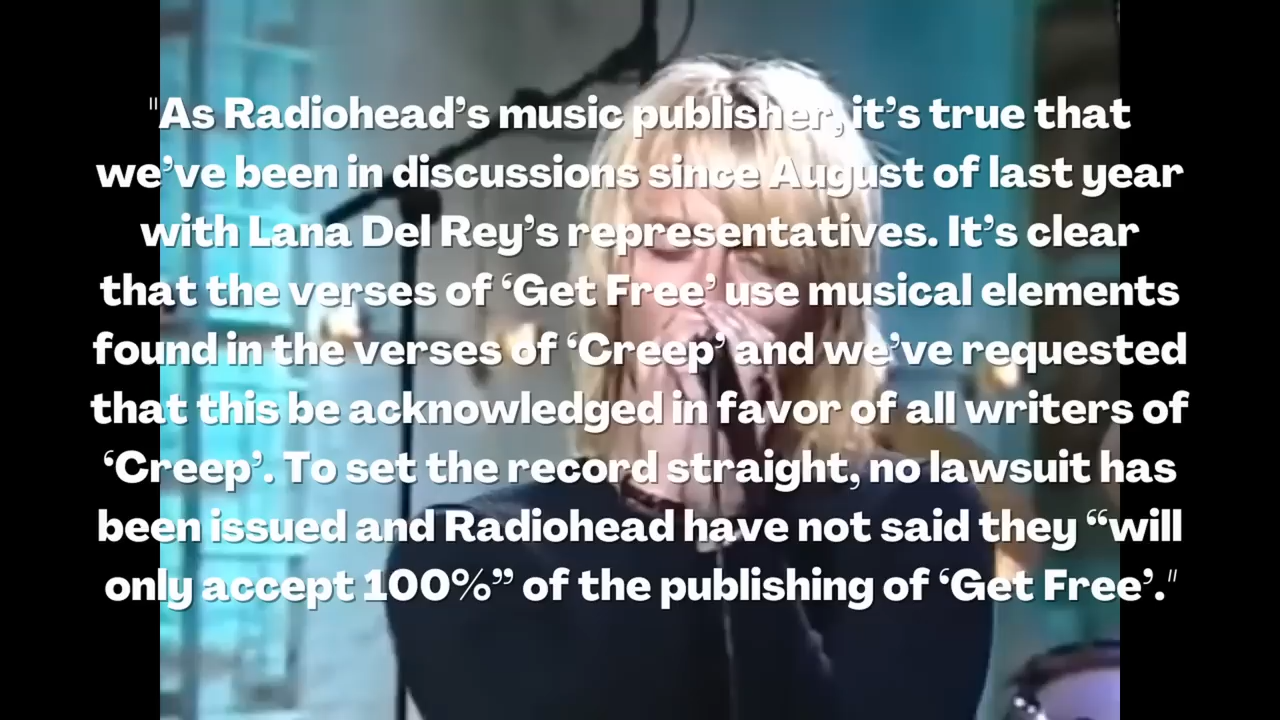 "As Radiohead’s music publisher, it’s true that
we’ve been in discussions since August of last year
with Lana Del Rey’s representatives. It’s clear
that the verses of ‘Get Free’ use musical elements
found in the verses of ‘Creep’ and we’ve requested
that this be acknowledged in favor of all writers of
‘Creep’. To set the record straight, no lawsuit has
been issued and Radiohead have not said they “will
only accept 100%” of the publishing of ‘Get Free’."